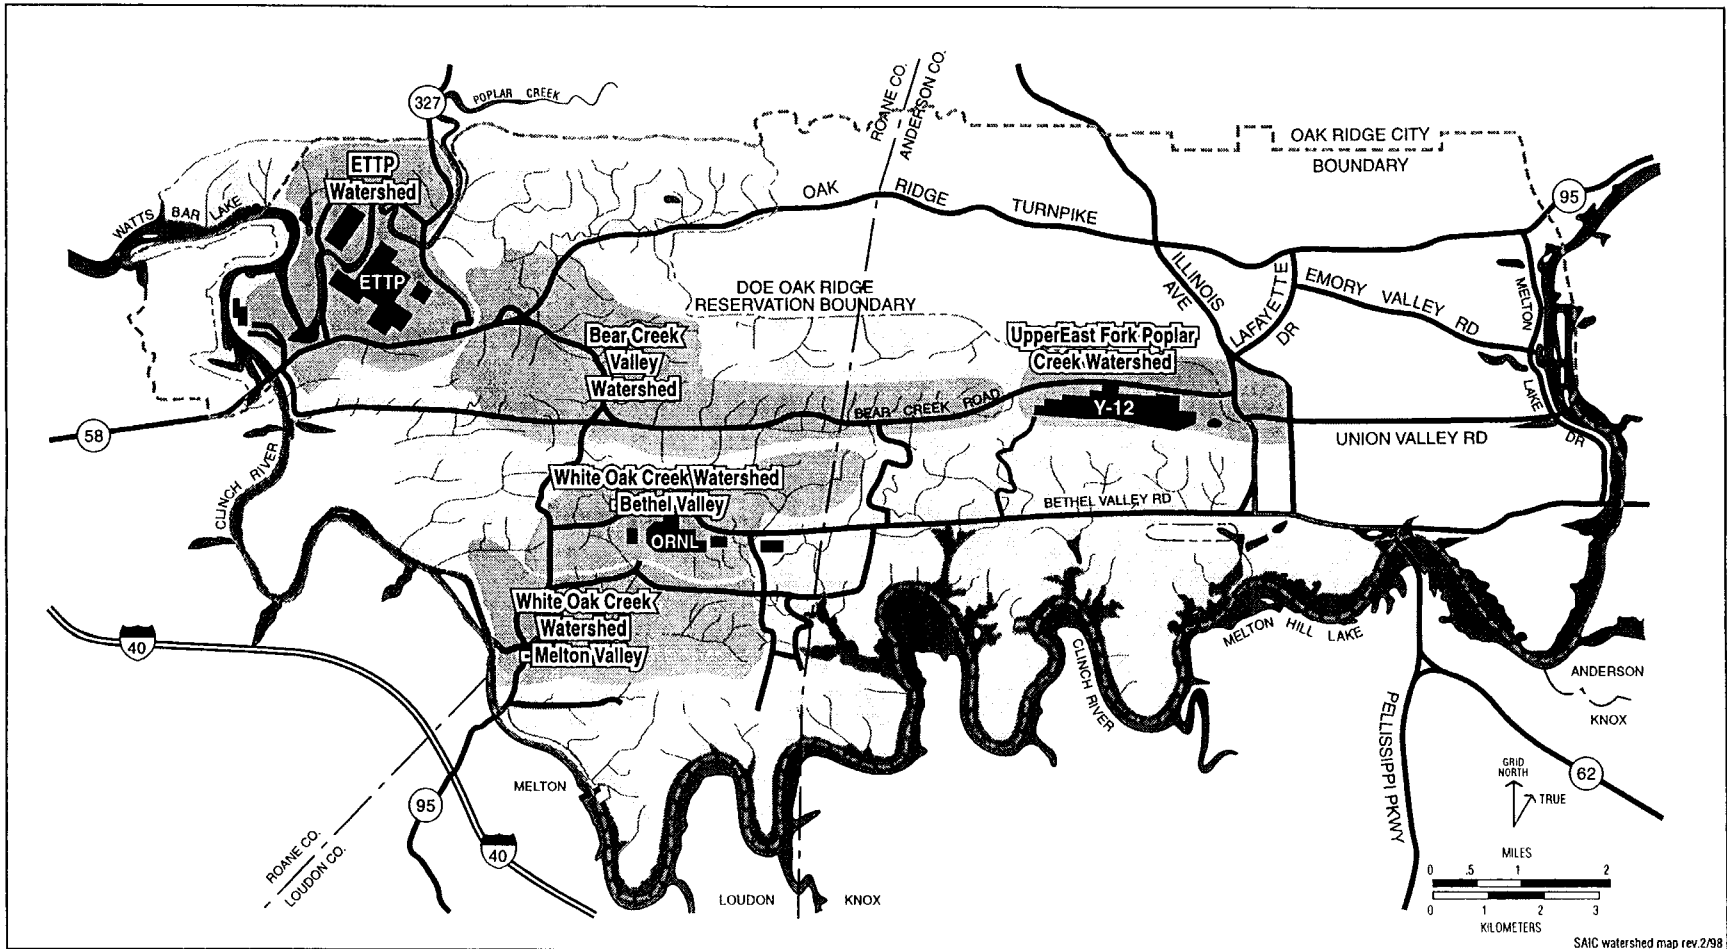 ROANE CO.
ANDERSON CO.
327
POPLAR CREEK
OAK RIDGE CITY
BOUNDARY
ETTP
Watershed
WATTS BAR LAKE
OAK RIDGE TURNPIKE
95
ETTP
DOE OAK RIDGE
RESERVATION BOUNDARY
ILLINOIS
AVE
LAFAYETTE
DR
EMORY VALLEY RD
MELTON
LAKE
DR
Bear Creek
Valley
Watershed
UpperEast Fork Poplar
Creek Watershed
BEAR CREEK ROAD
Y-12
58
UNION VALLEY RD
CLINCH RIVER
White Oak Creek Watershed
Bethel Valley
BETHEL VALLEY RD
ORNL
White Oak Creek
Watershed
Melton Valley
40
MELTON HILL LAKE
CLINCH RIVER
ANDERSON
KNOX
PELLISSIPPI PKWY
62
MELTON
95
40
ROANE CO.
LOUDON CO.
LOUDON
KNOX
GRID
NORTH
TRUE
MILES
0 .5 1 2
0 1 2 3
KILOMETERS
SAIC watershed map rev.2/98